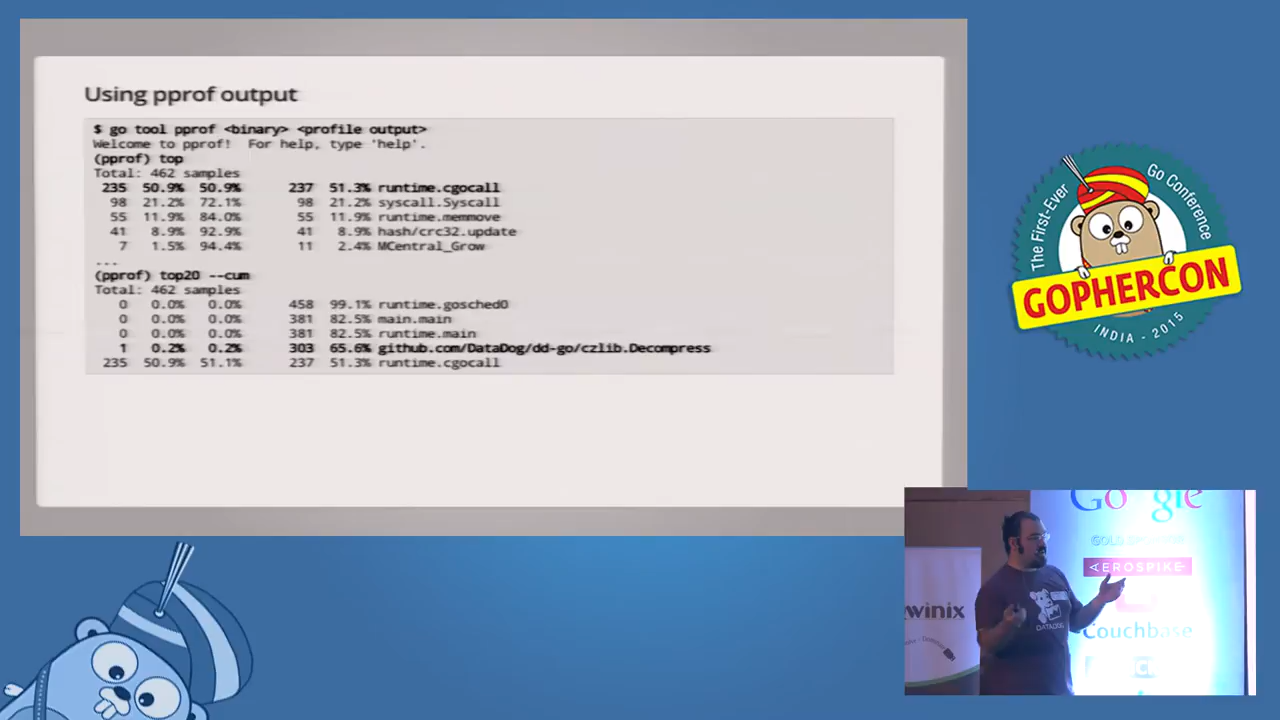 Using pprof output
$ go tool pprof <binary> <profile output>
Welcome to pprof!  For help, type 'help'.
(pprof) top
Total: 462 samples
235  50.9%  50.9%  237  51.3% runtime.cgocall
98  21.2%  72.1%  98  21.2% syscall.Syscall
55  11.9%  84.0%  55  11.9% runtime.memmove
41  8.9%  92.9%  41  8.9% hash/crc32.update
7  1.5%  94.4%  11  2.4% MCentral_Grow
...
(pprof) top20 --cum
Total: 462 samples
0  0.0%  0.0%  458  99.1% runtime.gosched0
0  0.0%  0.0%  381  82.5% main.main
0  0.0%  0.0%  381  82.5% runtime.main
1  0.2%  0.2%  303  65.6% github.com/DataDog/dd-go/czlib.Decompress
235  50.9%  51.1%  237  51.3% runtime.cgocall
The First-Ever
Go Conference
GOPHERCON
INDIA - 2015
Google
AEROSPIKE
winix
Couchbase
DATADOG